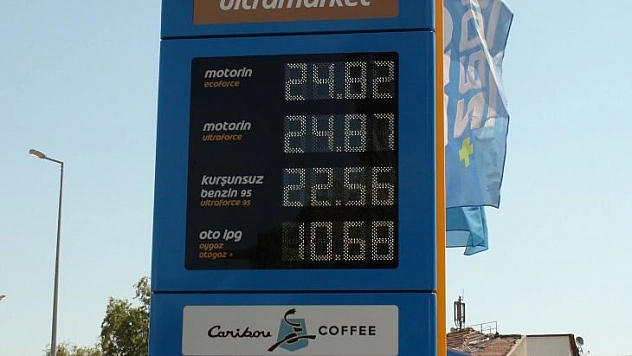 ultramarket
motorin
ecoforce
24.82
motorin
ultraforce
24.87
kurşunsuz
benzin 95
ultraforce 95
22.56
oto lpg
aygaz
otogaz +
10.68
Caribou COFFEE